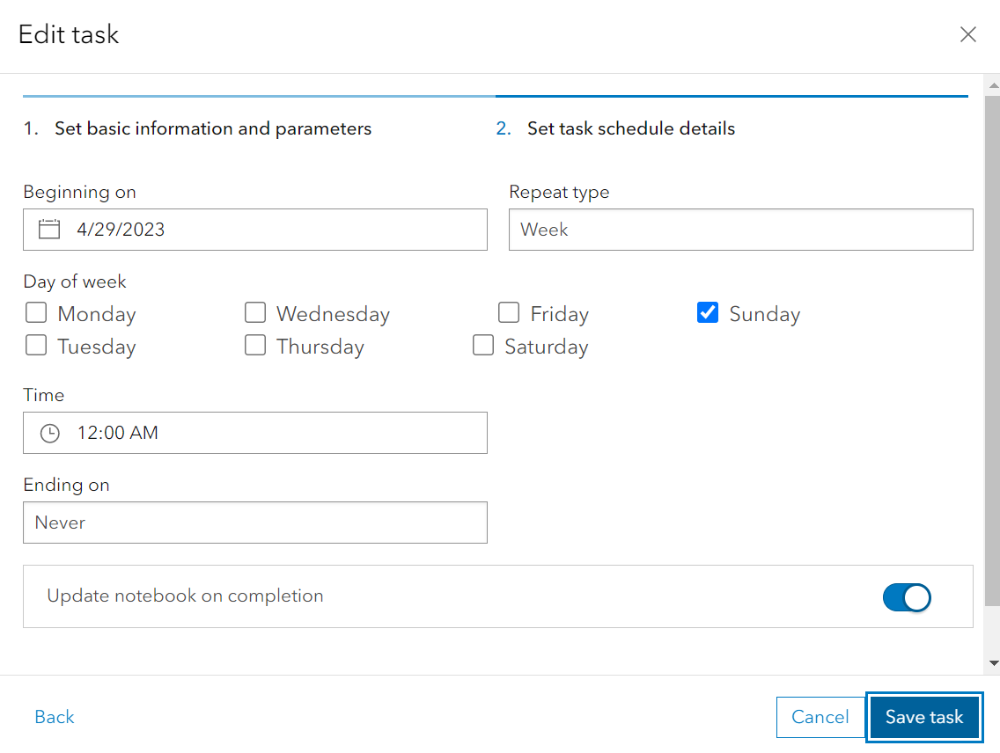 Edit task
1. Set basic information and parameters 2. Set task schedule details
Beginning on Repeat type
4/29/2023 Week
Day of week
Monday Wednesday Friday Sunday
Tuesday Thursday Saturday
Time
12:00 AM
Ending on
Never
Update notebook on completion
Back Cancel Save task